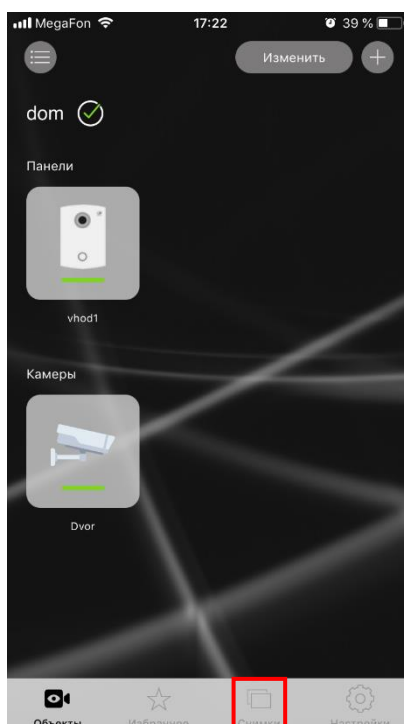 MegaFon 17:22 39 %
Изменить
dom
Панели
vhod1
Камеры
Dvor
Объекты Избранное Снимки Настройки